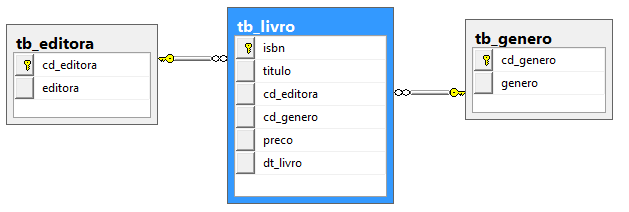 tb_editora
cd_editora
editora
tb_livro
isbn
titulo
cd_editora
cd_genero
preco
dt_livro
tb_genero
cd_genero
genero